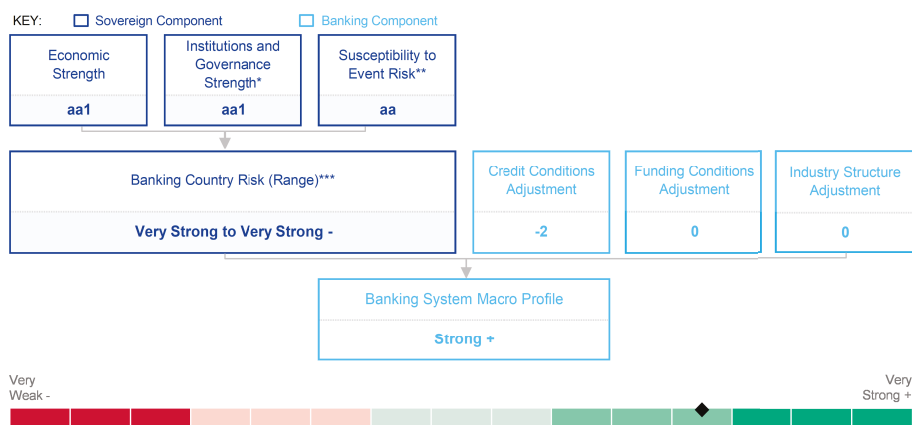 KEY:
Sovereign Component
Banking Component
Economic
Strength
aa1
Institutions and
Governance
Strength*
aa1
Susceptibility to
Event Risk**
aa
Banking Country Risk (Range)***
Very Strong to Very Strong -
Credit Conditions
Adjustment
-2
Funding Conditions
Adjustment
0
Industry Structure
Adjustment
0
Banking System Macro Profile
Strong +
Very
Weak -
Very
Strong +